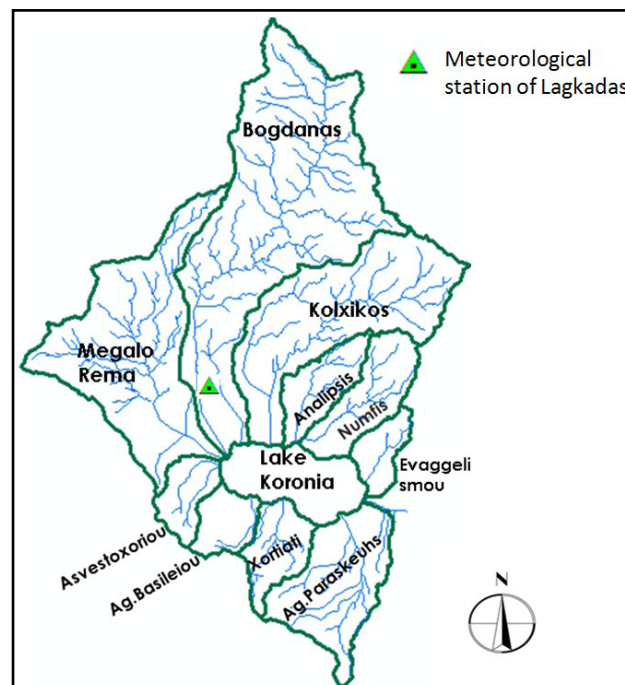 Meteorological
station of Lagkadas
Bogdanas
Kolxikos
Megalo
Rema
Analipsis
Numfis
Evaggeli
smou
Lake
Koronia
Asvestoxoriou
Ag.Basileiou
Xortiati
Ag.Paraskeuhs
N